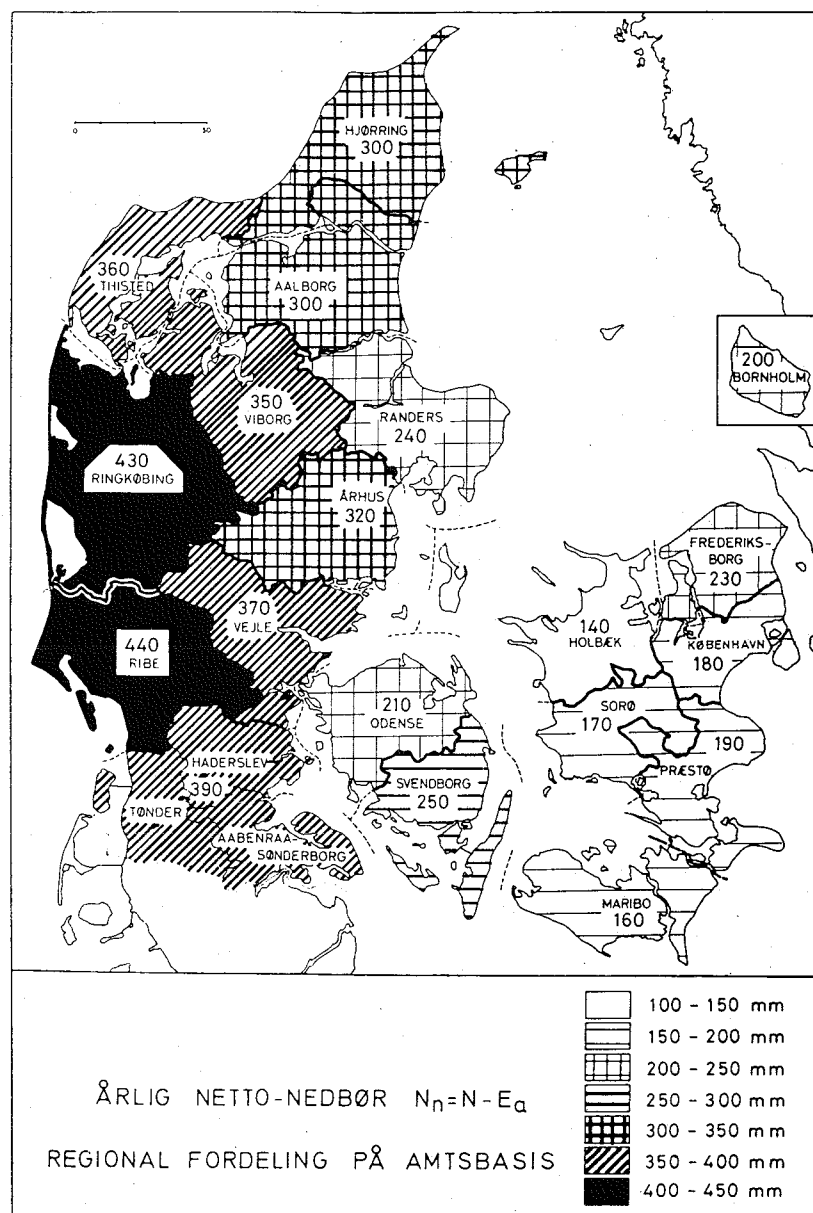 HJØRRING
300
0
50
360
THISTED
AALBORG
300
200
BORNHOLM
350
VIBORG
RANDERS
240
430
RINGKØBING
ÅRHUS
320
FREDERIKS-
BORG
230
370
VEJLE
140
HOLBÆK
KØBENHAVN
180
440
RIBE
210
ODENSE
SORØ
170
190
PRÆSTØ
HADERSLEV
390
SVENDBORG
250
TØNDER
AABENRAA-
SØNDERBORG
MARIBO
160
100 - 150 mm
150 - 200 mm
200 - 250 mm
250 - 300 mm
300 - 350 mm
350 - 400 mm
400 - 450 mm
ÅRLIG NETTO-NEDBØR Nn=N-Ea
REGIONAL FORDELING PÅ AMTSBASIS